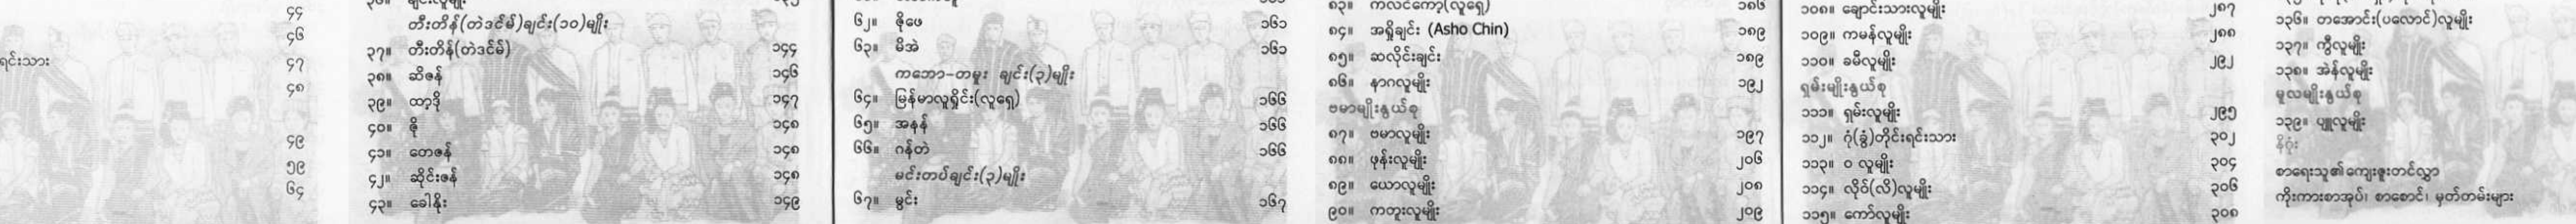 ၄၄
၄၆
ရင်းသား ၄၇
၄၈
၄၉
၅၉
၆၄
တီးတိန်(တဲဒင်မ်)ချင်း(၁၀)မျိုး
၃၇။ တီးတိန်(တဲဒင်မ်) ၁၄၄
၃၈။ ဆိဇန် ၁၄၆
၃၉။ ထာ့ဒို ၁၄၇
၄၀။ ဇို ၁၄၈
၄၁။ တေဇန် ၁၄၈
၄၂။ ဆိုင်းဇန် ၁၄၈
၄၃။ ခေါနိုး ၁၄၉
၆၂။ ဇိုဖေ ၁၆၁
၆၃။ မိအဲ ၁၆၁
ကဘော-တမူး ချင်း(၃)မျိုး
၆၄။ မြန်မာလူရှိုင်း(လူရှေ) ၁၆၆
၆၅။ အနန် ၁၆၆
၆၆။ ဂန်တဲ ၁၆၆
မင်းတပ်ချင်း(၃)မျိုး
၆၇။ မွင်း ၁၆၇
၈၃။ ကလင်ကော့(လူရှေ) ၁၈၆
၈၄။ အရှိုချင်း (Asho Chin) ၁၈၉
၈၅။ ဆလိုင်းချင်း ၁၈၉
၈၆။ နာဂလူမျိုး ၁၉၂
ဗမာမျိုးနွယ်စု
၈၇။ ဗမာလူမျိုး ၁၉၇
၈၈။ ဖုန်းလူမျိုး ၂၀၆
၈၉။ ယောလူမျိုး ၂၀၈
၉၀။ ကတူးလူမျိုး ၂၀၉
၁၀၈။ ချောင်းသားလူမျိုး ၂၈၇
၁၀၉။ ကမန်လူမျိုး ၂၈၈
၁၁၀။ ခမီလူမျိုး ၂၉၂
ရှမ်းမျိုးနွယ်စု
၁၁၁။ ရှမ်းလူမျိုး ၂၉၅
၁၁၂။ ဂုံ(ခွံ)တိုင်းရင်းသား ၃၀၂
၁၁၃။ ဝ လူမျိုး ၃၀၄
၁၁၄။ လိုဝ်(လိ)လူမျိုး ၃၀၆
၁၁၅။ ကော်လူမျိုး ၃၀၈
၁၃၆။ တအောင်း(ပလောင်)လူမျိုး
၁၃၇။ ကွီလူမျိုး
၁၃၈။ အဲန်လူမျိုး
မူလမျိုးနွယ်စု
၁၃၉။ ပျူလူမျိုး
နိဂုံး
စာရေးသူ၏ကျေးဇူးတင်လွှာ
ကိုးကားစာအုပ်၊ စာစောင်၊ မှတ်တမ်းများ